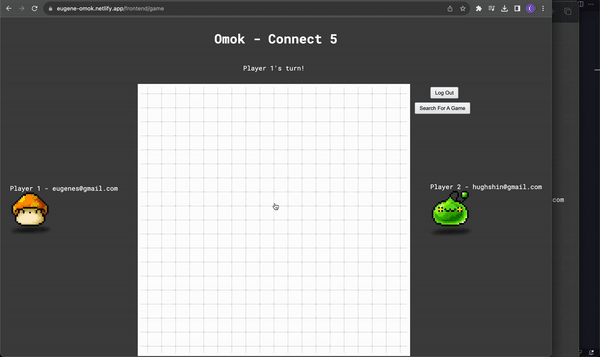 eugene-omok.netlify.app/frontend/game
Omok - Connect 5
Player 1's turn!
Log Out
Search For A Game
Player 1 - eugenes@gmail.com
Player 2 - hughshin@gmail.com
com